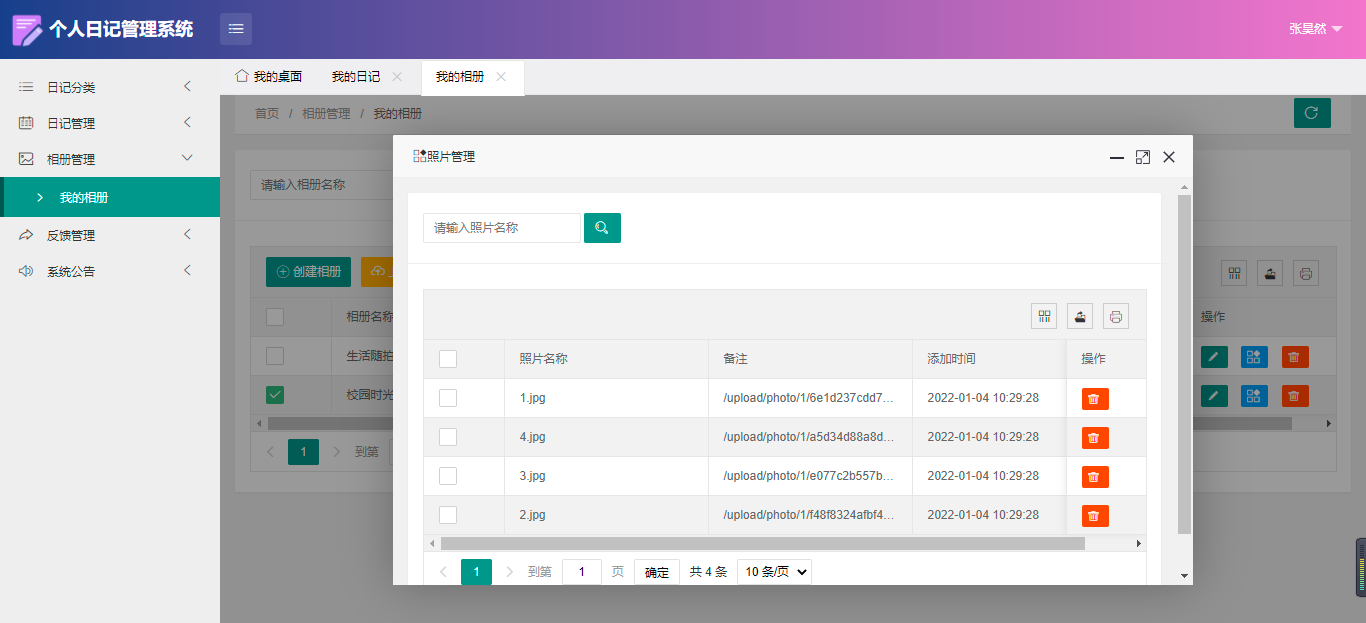 个人日记管理系统
张昊然
日记分类
日记管理
相册管理
我的相册
反馈管理
系统公告
我的桌面
我的日记
我的相册
首页 / 相册管理 / 我的相册
请输入相册名称
创建相册
相册名称
操作
生活随拍
校园时光
1
到第
照片管理
请输入照片名称
照片名称 备注 添加时间 操作
1.jpg /upload/photo/1/6e1d237cdd7… 2022-01-04 10:29:28
4.jpg /upload/photo/1/a5d34d88a8d… 2022-01-04 10:29:28
3.jpg /upload/photo/1/e077c2b557b… 2022-01-04 10:29:28
2.jpg /upload/photo/1/f48f8324afbf4… 2022-01-04 10:29:28
1 到第 1 页 确定 共 4 条 10 条/页